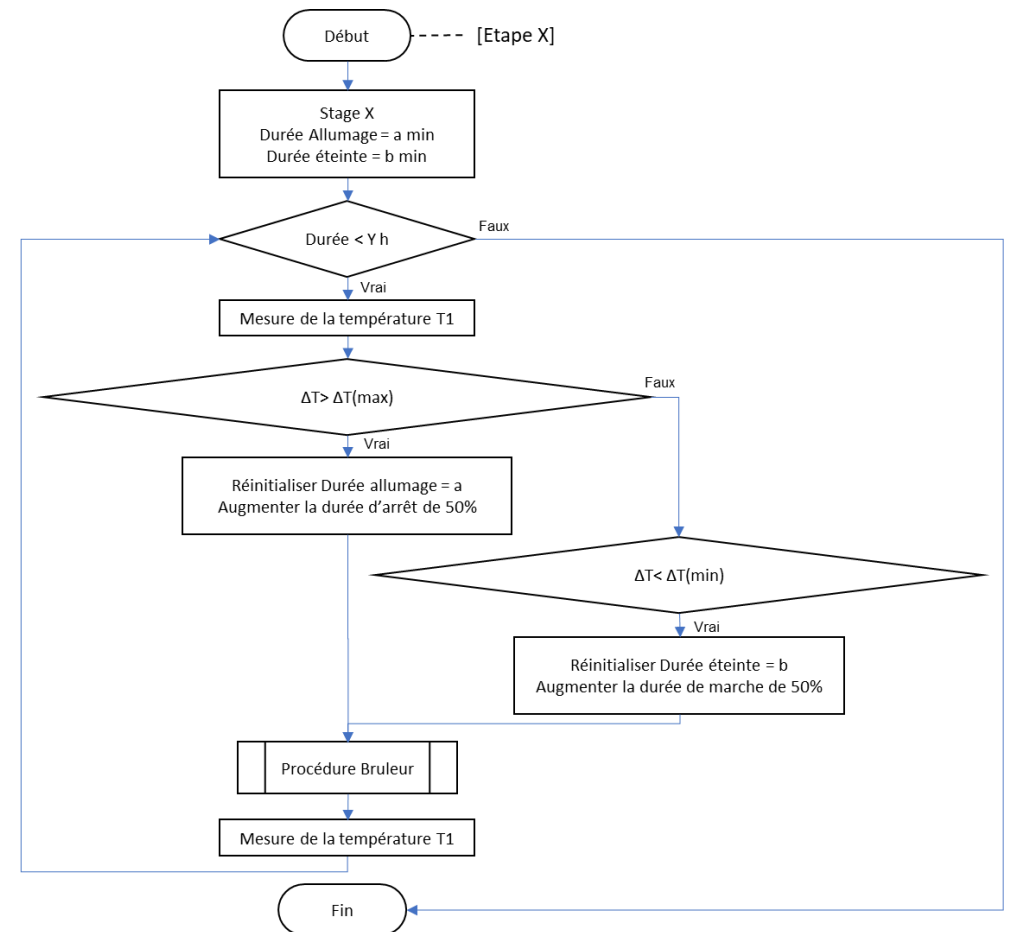 Début
[Etape X]
Stage X
Durée Allumage = a min
Durée éteinte = b min
Durée < Y h
Faux
Vrai
Mesure de la température T1
ΔT> ΔT(max)
Faux
Vrai
Réinitialiser Durée allumage = a
Augmenter la durée d’arrêt de 50%
ΔT< ΔT(min)
Vrai
Réinitialiser Durée éteinte = b
Augmenter la durée de marche de 50%
Procédure Bruleur
Mesure de la température T1
Fin